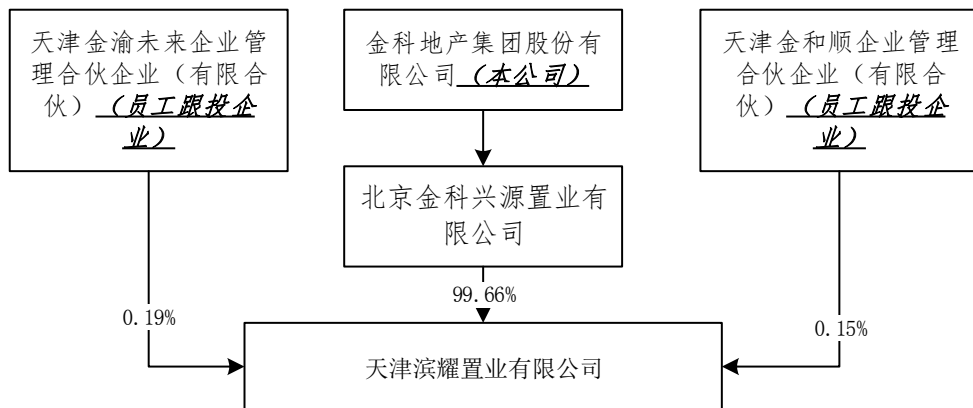 天津金渝未来企业管
理合伙企业（有限合
伙）（员工跟投企
业）
金科地产集团股份有
限公司（本公司）
天津金和顺企业管理
合伙企业（有限合
伙）（员工跟投企
业）
北京金科兴源置业有
限公司
0.19%
99.66%
0.15%
天津滨耀置业有限公司